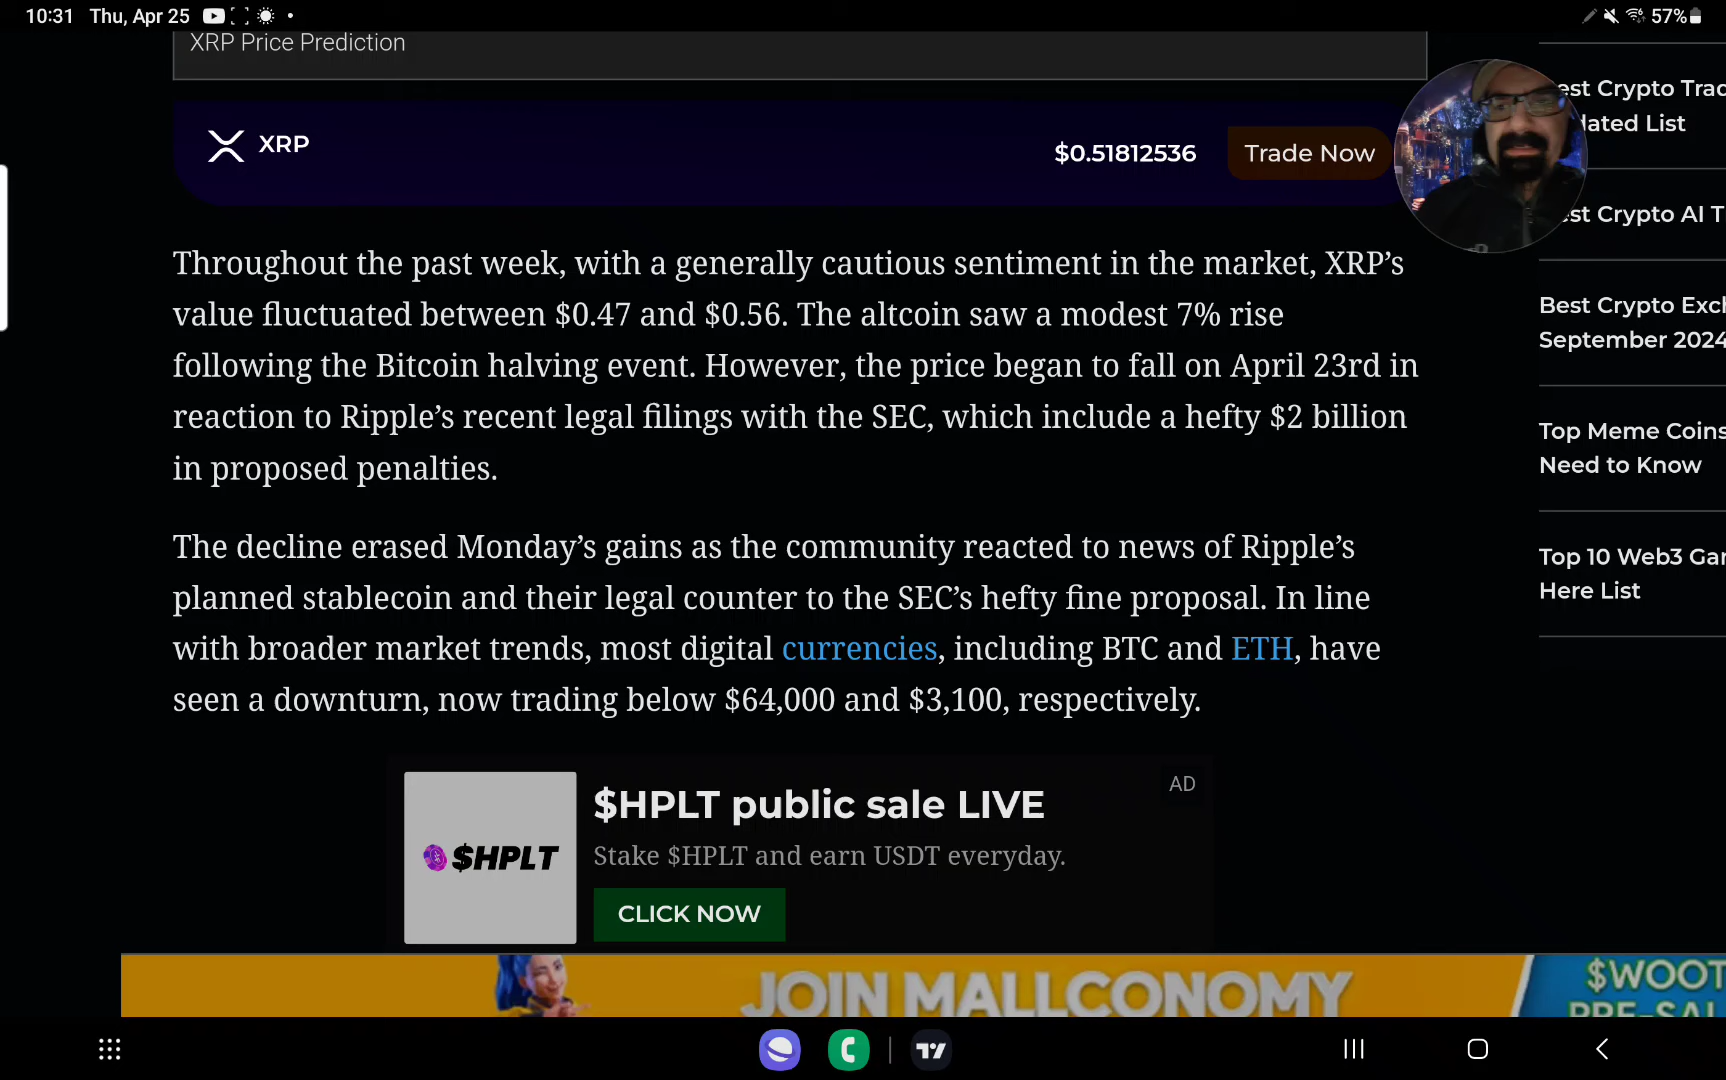 10:31 Thu, Apr 25
57%
XRP Price Prediction
XRP
$0.51812536
Trade Now
Throughout the past week, with a generally cautious sentiment in the market, XRP’s
value fluctuated between $0.47 and $0.56. The altcoin saw a modest 7% rise
following the Bitcoin halving event. However, the price began to fall on April 23rd in
reaction to Ripple’s recent legal filings with the SEC, which include a hefty $2 billion
in proposed penalties.
The decline erased Monday’s gains as the community reacted to news of Ripple’s
planned stablecoin and their legal counter to the SEC’s hefty fine proposal. In line
with broader market trends, most digital currencies, including BTC and ETH, have
seen a downturn, now trading below $64,000 and $3,100, respectively.
AD
$HPLT public sale LIVE
$HPLT
Stake $HPLT and earn USDT everyday.
CLICK NOW
Crypto
List
Crypto AI
Best Crypto
September 2024
Top Meme Coins
Need to Know
Top 10 Web3
Here List
JOIN MALLCONOMY
$WOOT